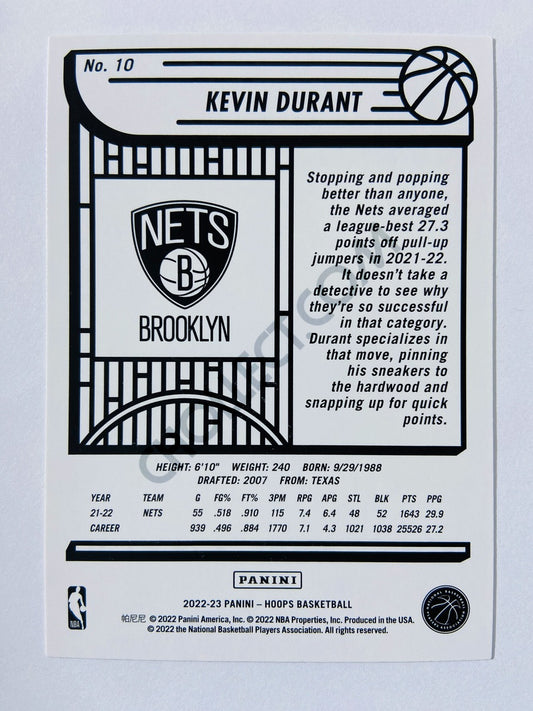 No. 10
KEVIN DURANT
NETS
B
BROOKLYN
Stopping and popping
better than anyone,
the Nets averaged
a league-best 27.3
points off pull-up
jumpers in 2021-22.
It doesn't take a
detective to see why
they're so successful
in that category.
Durant specializes in
that move, pinning
his sneakers to
the hardwood and
snapping up for quick
points.
HEIGHT: 6'10" WEIGHT: 240 BORN: 9/29/1988
DRAFTED: 2007 FROM: TEXAS
YEAR TEAM G FG% FT% 3PM RPG APG STL BLK PTS PPG
21-22 NETS 55 .518 .910 115 7.4 6.4 48 52 1643 29.9
CAREER 939 .496 .884 1770 7.1 4.3 1021 1038 25526 27.2
PANINI
2022-23 PANINI – HOOPS BASKETBALL
帕尼尼 © 2022 Panini America, Inc. © 2022 NBA Properties, Inc. Produced in the USA.
© 2022 the National Basketball Players Association. All rights reserved.
NBA